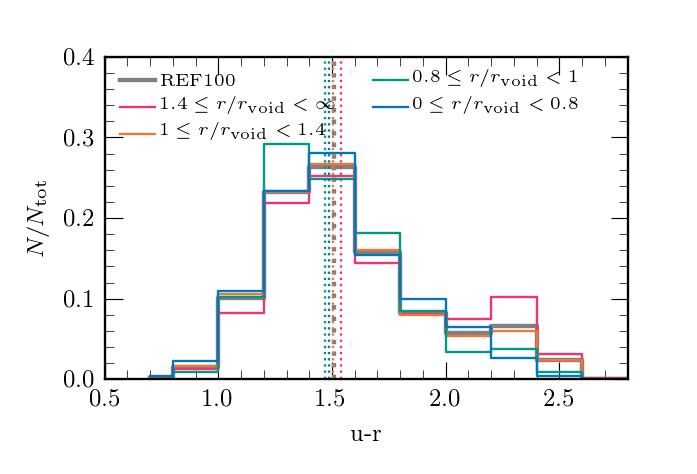 0.4
0.3
0.2
0.1
0.0
N/N_tot
REF100
1.4 ≤ r/r_void < ∞
1 ≤ r/r_void < 1.4
0.8 ≤ r/r_void < 1
0 ≤ r/r_void < 0.8
0.5 1.0 1.5 2.0 2.5
u-r